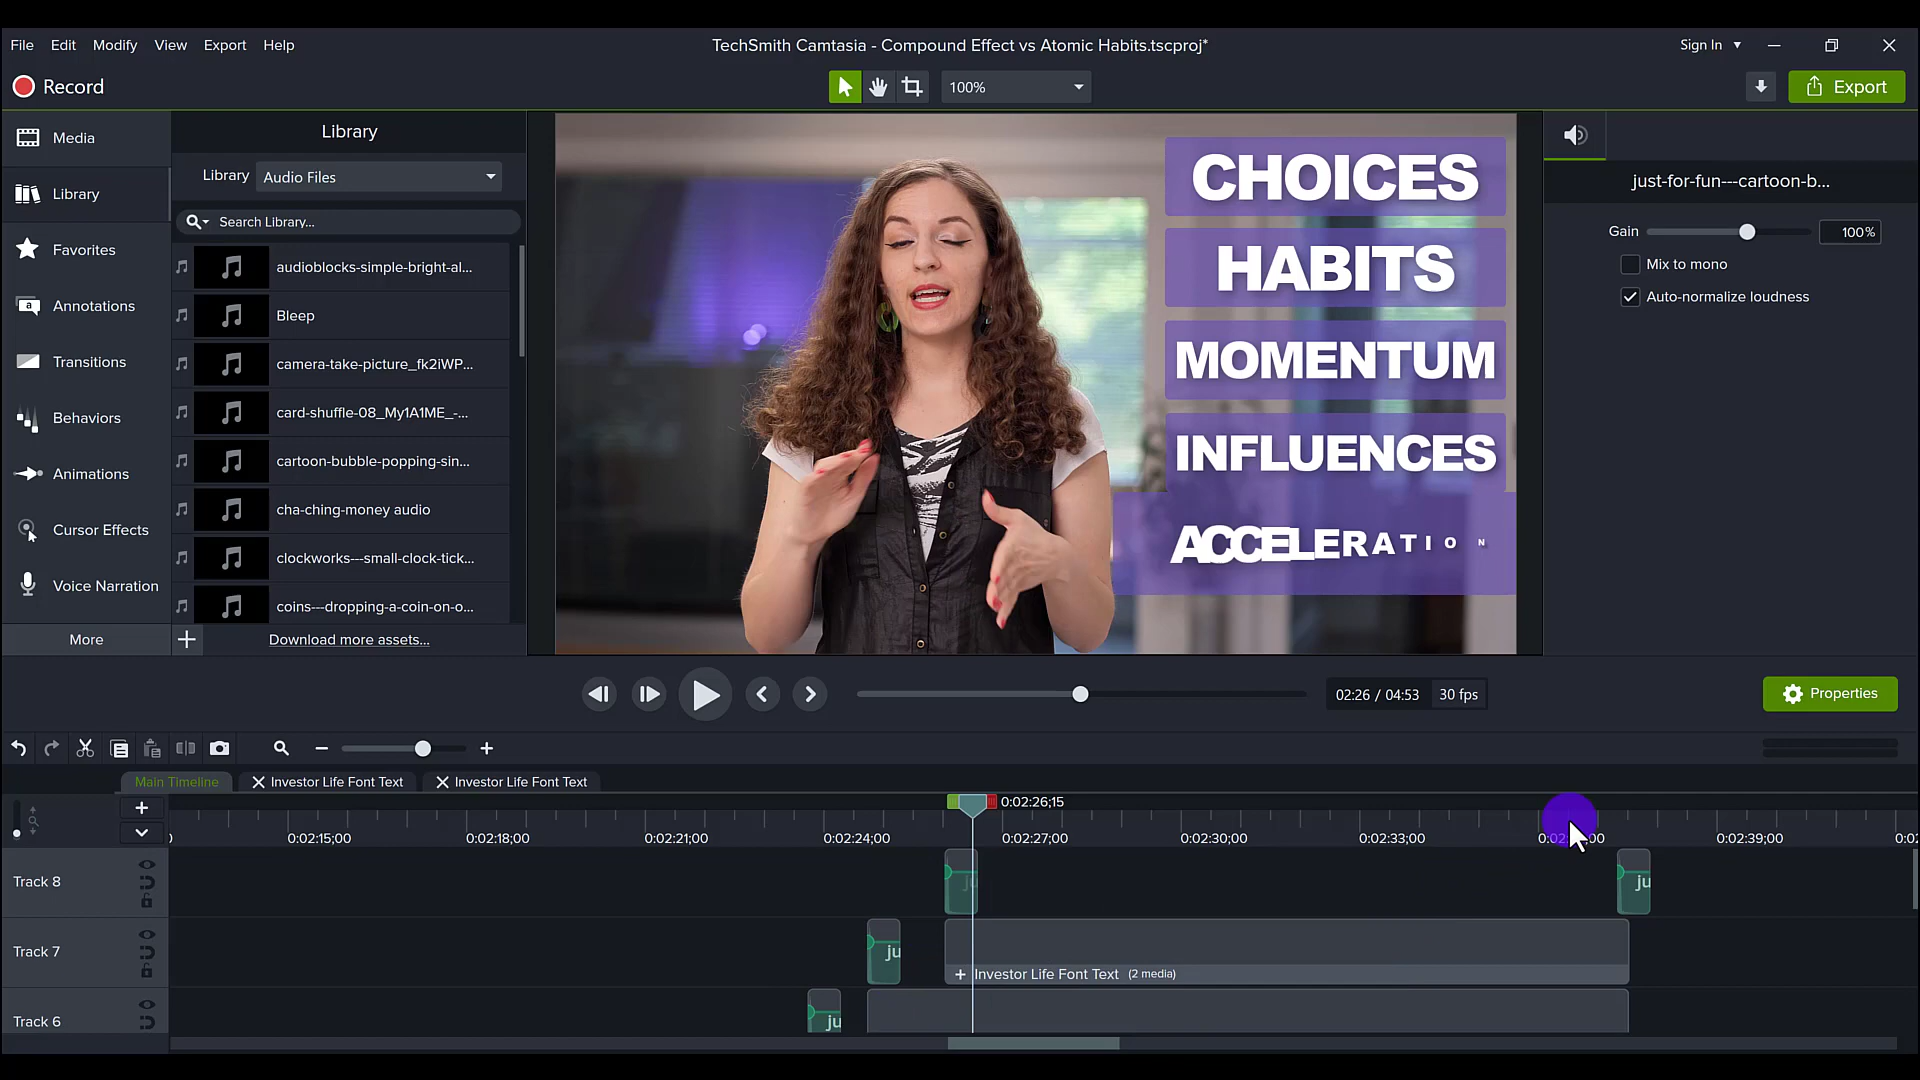 File Edit Modify View Export Help
TechSmith Camtasia - Compound Effect vs Atomic Habits.tscproj*
Sign In
Record
100%
Export
Media
Library
Favorites
Annotations
Transitions
Behaviors
Animations
Cursor Effects
Voice Narration
More
Library
Library Audio Files
Search Library...
audioblocks-simple-bright-al...
Bleep
camera-take-picture_fk2iWP...
card-shuffle-08_My1A1ME_-...
cartoon-bubble-popping-sin...
cha-ching-money audio
clockworks---small-clock-tick...
coins---dropping-a-coin-on-o...
Download more assets...
CHOICES
HABITS
MOMENTUM
INFLUENCES
ACCELERATION
just-for-fun---cartoon-b...
Gain 100%
Mix to mono
Auto-normalize loudness
02:26 / 04:53 30 fps
Properties
Main Timeline Investor Life Font Text Investor Life Font Text
0:02:26;15
0:02:15;00 0:02:18;00 0:02:21;00 0:02:24;00 0:02:27;00 0:02:30;00 0:02:33;00 0:02:39;00
Track 8 ju ju
Track 7 ju
Investor Life Font Text (2 media)
Track 6 ju